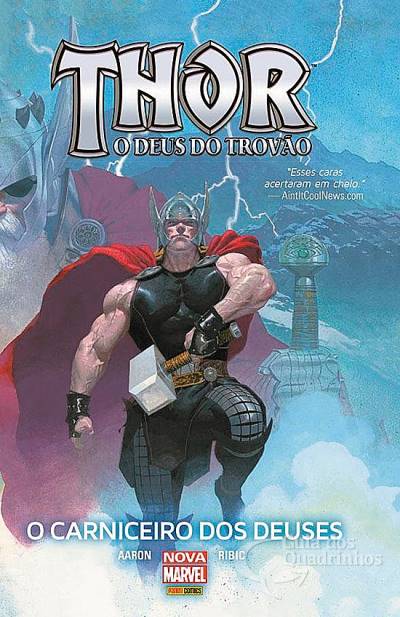 THOR
O DEUS DO TROVÃO
"Esses caras
acertaram em cheio."
— AintItCoolNews.com
O CARNICEIRO DOS DEUSES
AARON
NOVA
MARVEL
RIBIC
PANINI COMICS
Guia dos
Quadrinhos